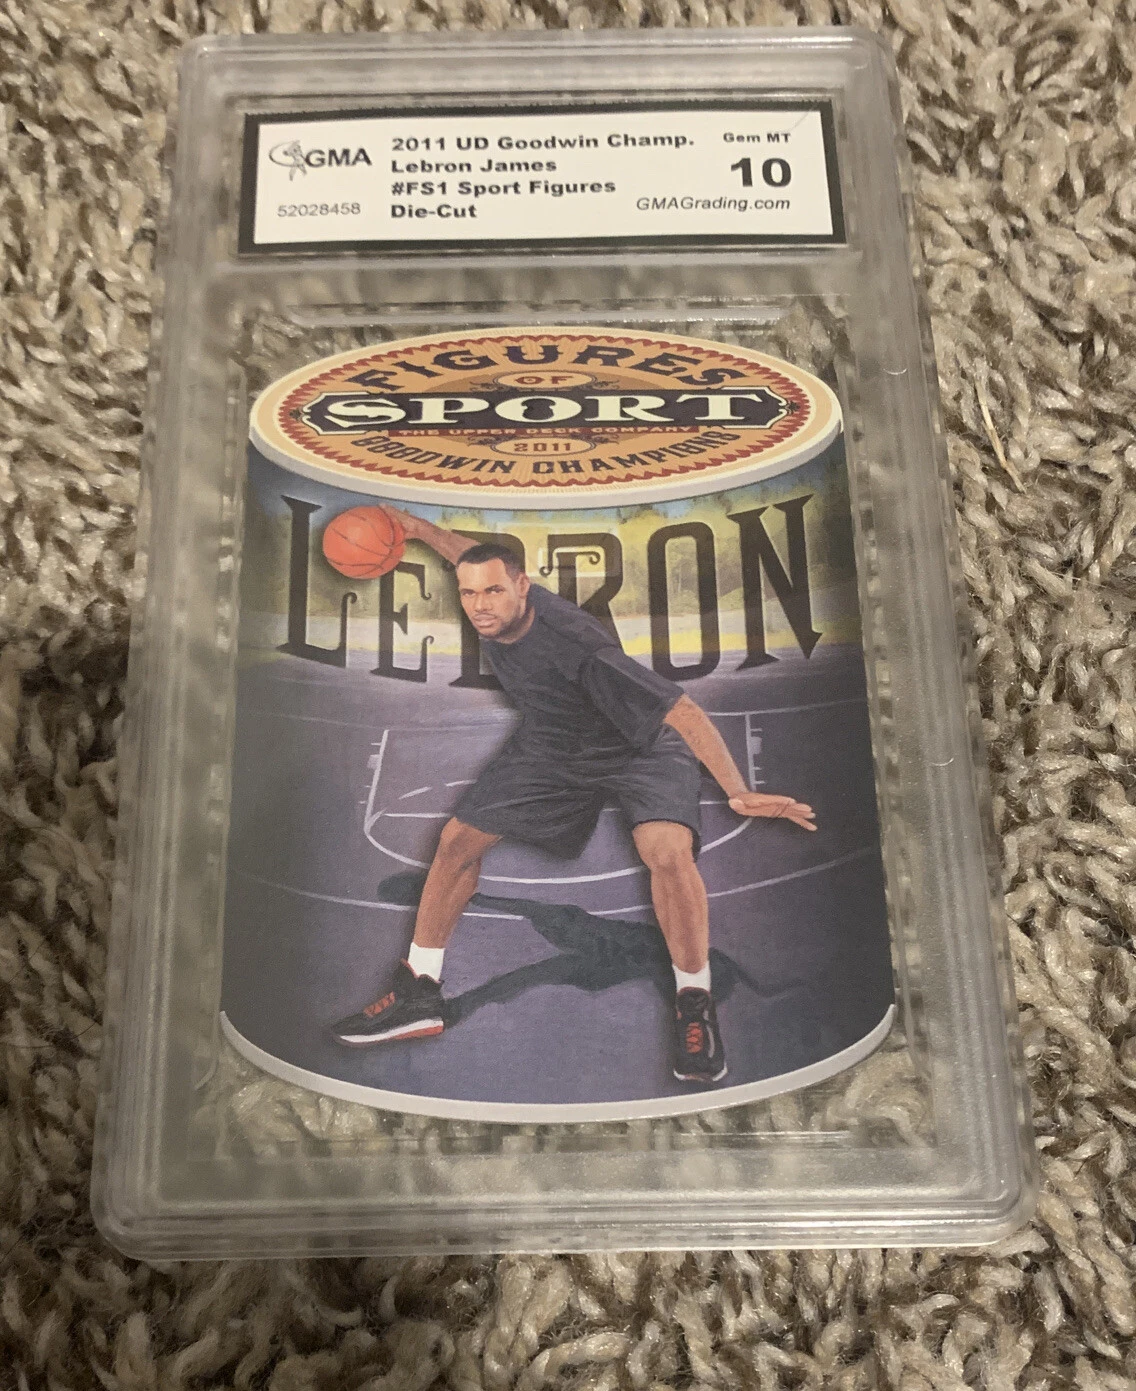 GMA
52028458
2011 UD Goodwin Champ.
Lebron James
#FS1 Sport Figures
Die-Cut
Gem MT
10
GMAGrading.com
FIGURES
OF
SPORT
THE UPPER DECK COMPANY
2011
GOODWIN CHAMPIONS
LEBRON